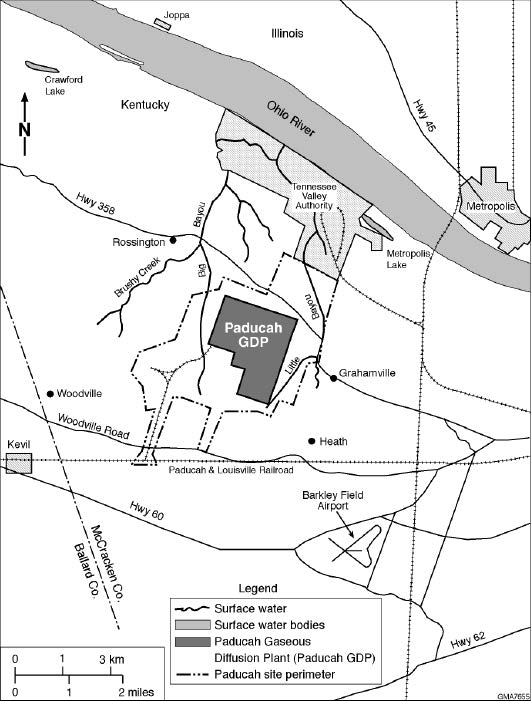 Joppa
Illinois
Crawford
Lake
Kentucky
Ohio River
Hwy 45
N
Tennessee
Valley
Authority
Metropolis
Hwy 358
Bayou
Rossington
Metropolis
Lake
Brushy Creek
Big
Bayou
Paducah
GDP
Little
Grahamville
Woodville
Woodville Road
Heath
Kevil
Paducah & Louisville Railroad
Barkley Field
Airport
Hwy 60
McCracken Co.
Ballard Co.
Legend
Surface water
Surface water bodies
Paducah Gaseous
Diffusion Plant (Paducah GDP)
Paducah site perimeter
Hwy 62
0 1 3 km
0 1 2 miles
GMA765S